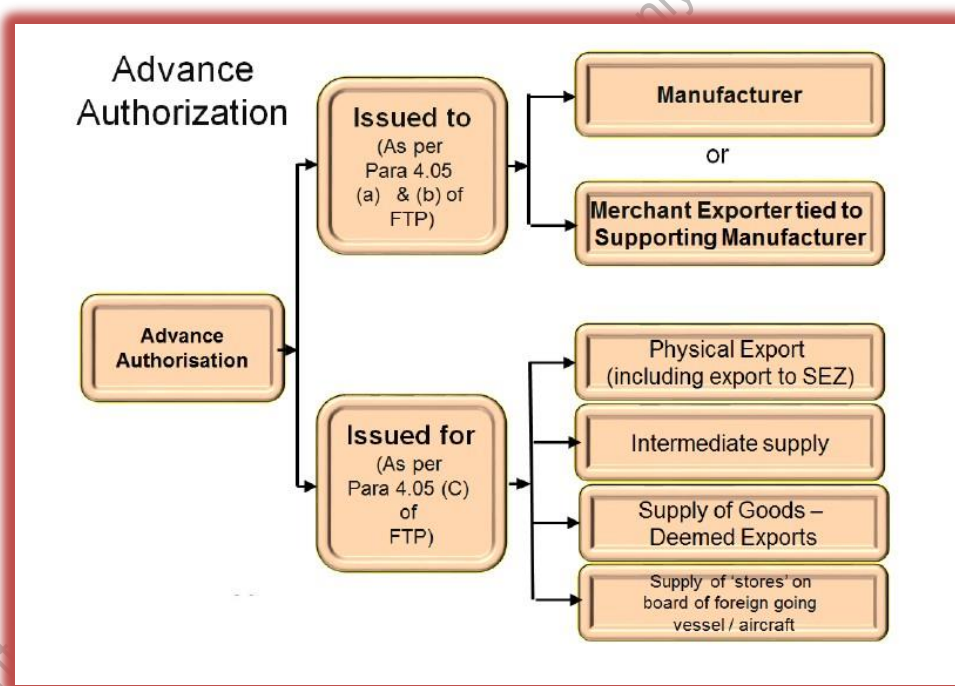 Advance
Authorization
Issued to
(As per
Para 4.05
(a) & (b) of
FTP)
Manufacturer
or
Merchant Exporter tied to
Supporting Manufacturer
Advance
Authorisation
Issued for
(As per
Para 4.05 (C)
of
FTP)
Physical Export
(including export to SEZ)
Intermediate supply
Supply of Goods –
Deemed Exports
Supply of ‘stores’ on
board of foreign going
vessel / aircraft